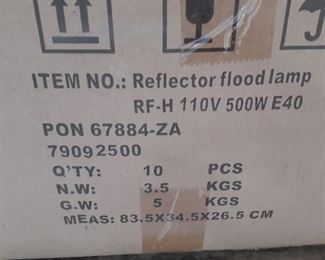 ITEM NO.: Reflector flood lamp
RF-H 110V 500W E40
PON 67884-ZA
79092500
Q'TY: 10 PCS
N.W: 3.5 KGS
G.W: 5 KGS
MEAS: 83.5X34.5X26.5 CM